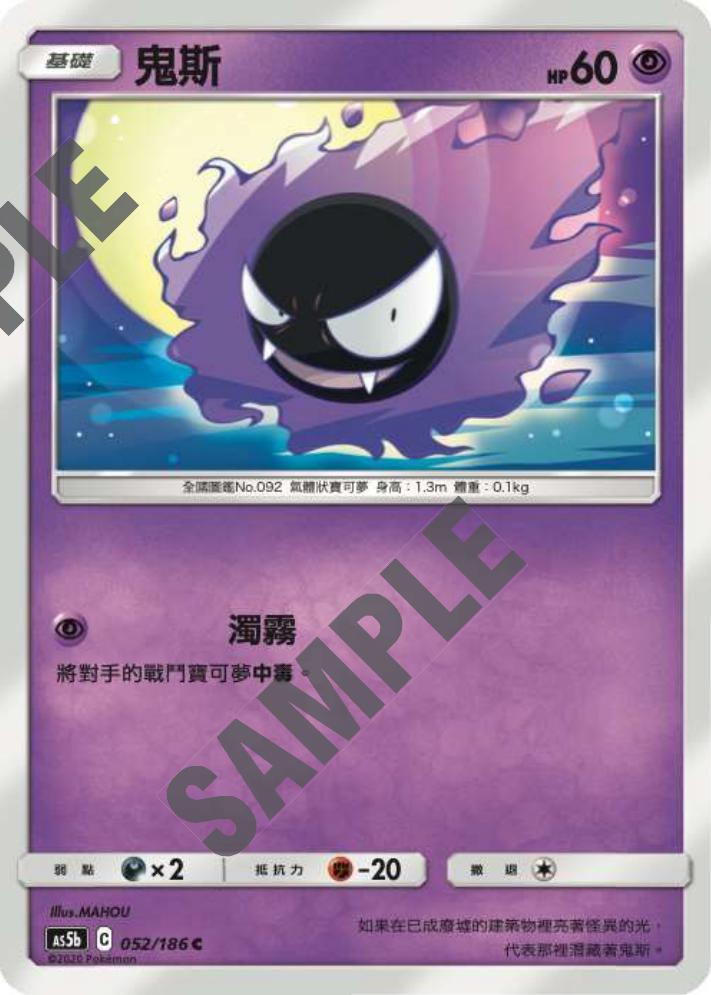 基礎
鬼斯
HP60
全國圖鑑No.092 氣體狀寶可夢 身高：1.3m 體重：0.1kg
濁霧
將對手的戰鬥寶可夢中毒。
弱點 ×2 抵抗力 -20 撤退
Illus.MAHOU
AS5b C 052/186 C
©2020 Pokémon
如果在已成廢墟的建築物裡亮著怪異的光，
代表那裡潛藏著鬼斯。
PLE
SAMPLE